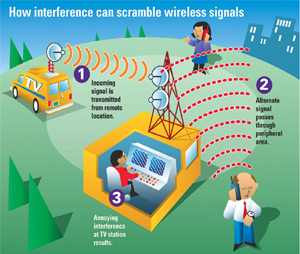 How interference can scramble wireless signals
TV
1
Incoming
signal is
transmitted
from remote
location.
2
Alternate
signal
passes
through
peripheral
area.
3
Annoying
interference
at TV station
results.